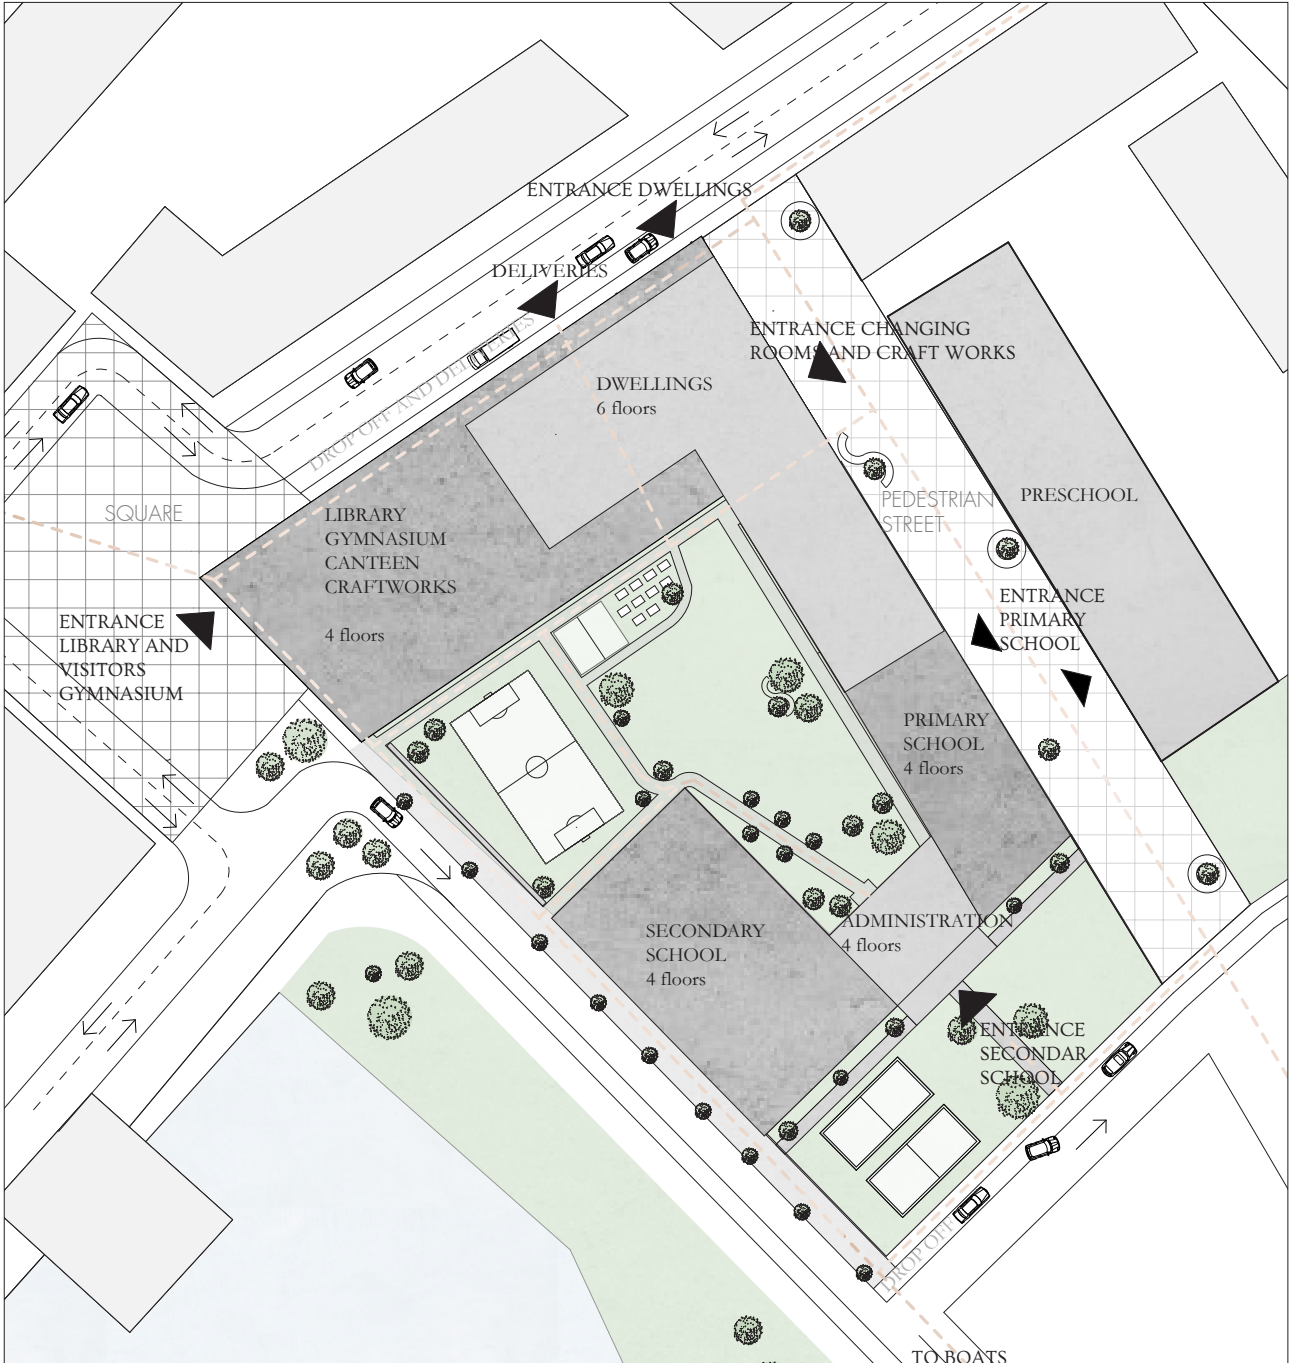 ENTRANCE DWELLINGS
DELIVERIES
DROP OFF AND DELIVERIES
ENTRANCE CHANGING
ROOMS AND CRAFT WORKS
DWELLINGS
6 floors
SQUARE
LIBRARY
GYMNASIUM
CANTEEN
CRAFTWORKS
4 floors
PEDESTRIAN
STREET
PRESCHOOL
ENTRANCE
LIBRARY AND
VISITORS
GYMNASIUM
ENTRANCE
PRIMARY
SCHOOL
PRIMARY
SCHOOL
4 floors
SECONDARY
SCHOOL
4 floors
ADMINISTRATION
4 floors
ENTRANCE
SECONDAR
SCHOOL
DROP OFF
TO BOATS